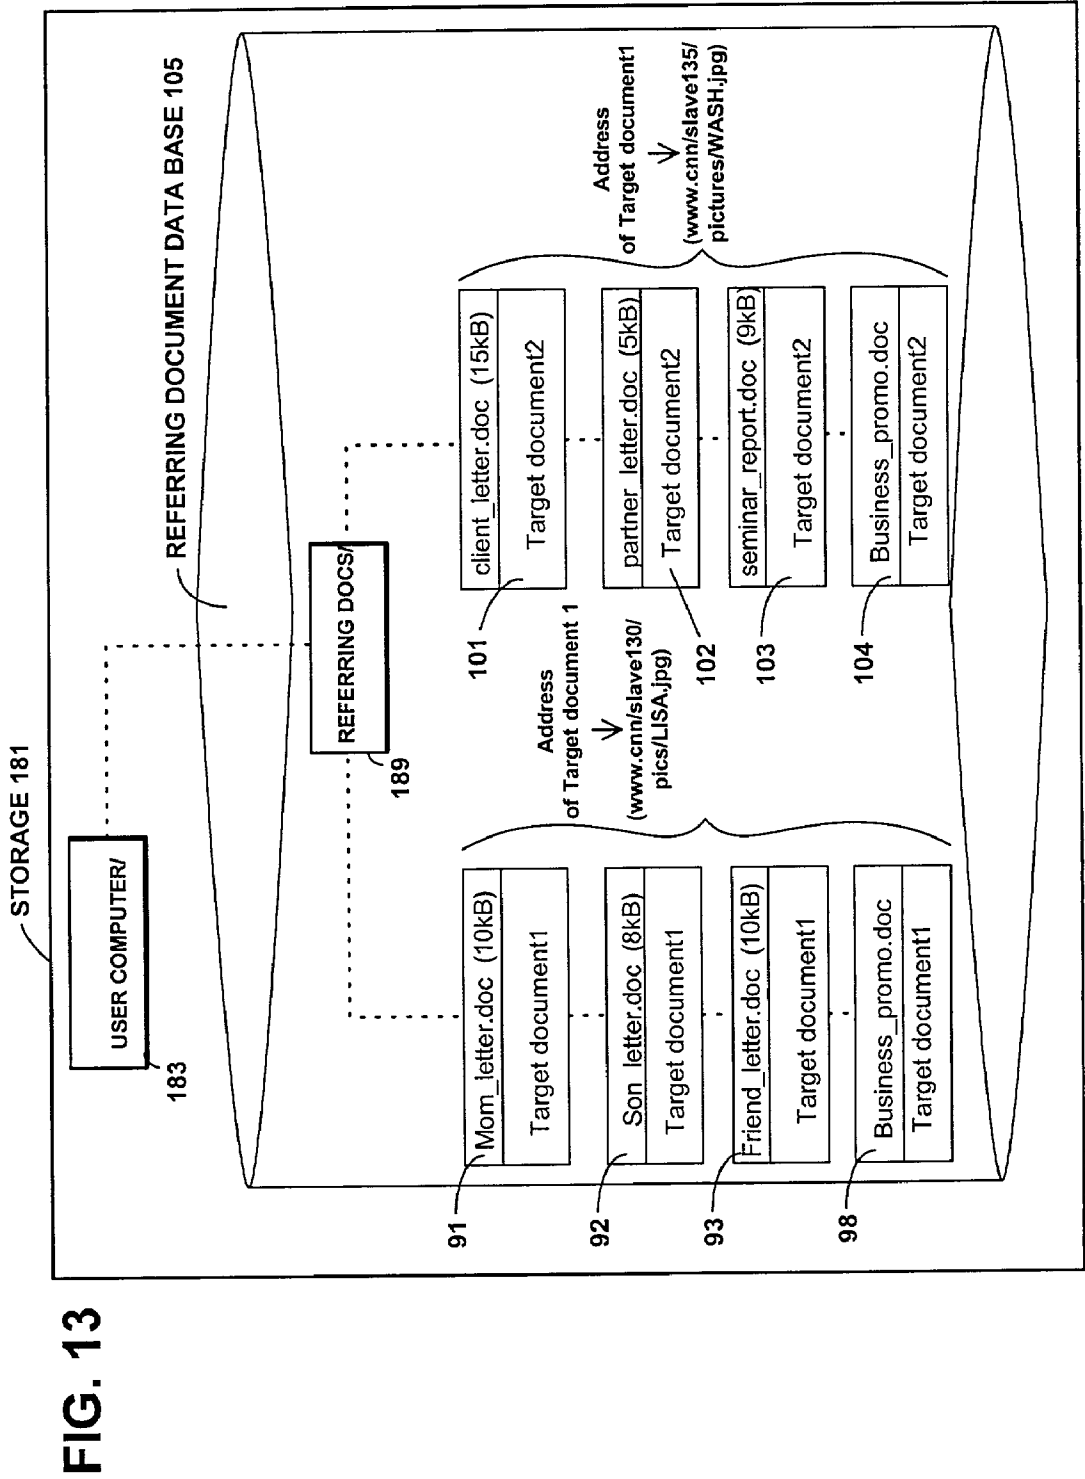 FIG. 13
STORAGE 181
USER COMPUTER/
183
REFERRING DOCUMENT DATA BASE 105
REFERRING DOCS/
189
91
Mom_letter.doc (10kB)
Target document1
92
Son_letter.doc (8kB)
Target document1
93
Friend_letter.doc (10kB)
Target document1
98
Business_promo.doc
Target document1
Address
of Target document 1
(www.cnn/slave130/
pics/LISA.jpg)
101
client_letter.doc (15kB)
Target document2
102
partner_letter.doc (5kB)
Target document2
103
seminar_report.doc (9kB)
Target document2
104
Business_promo.doc
Target document2
Address
of Target document1
(www.cnn/slave135/
pictures/WASH.jpg)